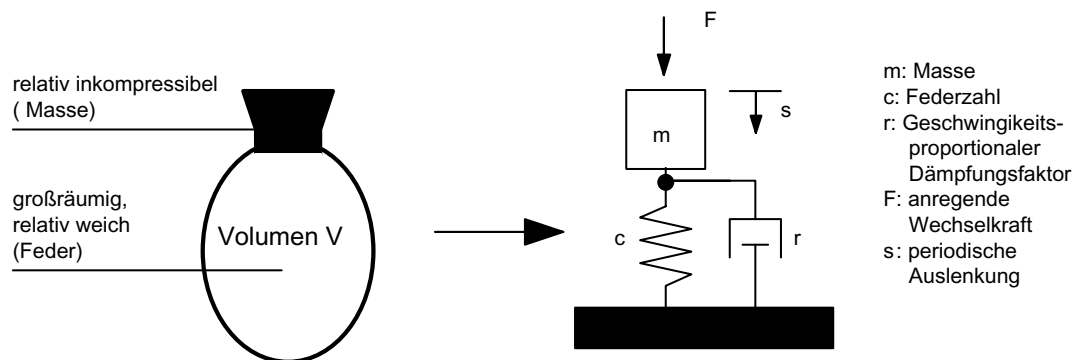 relativ inkompressibel
( Masse)
großräumig,
relativ weich
(Feder)
Volumen V
F
m
s
c
r
m: Masse
c: Federzahl
r: Geschwingikeits-
proportionaler
Dämpfungsfaktor
F: anregende
Wechselkraft
s: periodische
Auslenkung